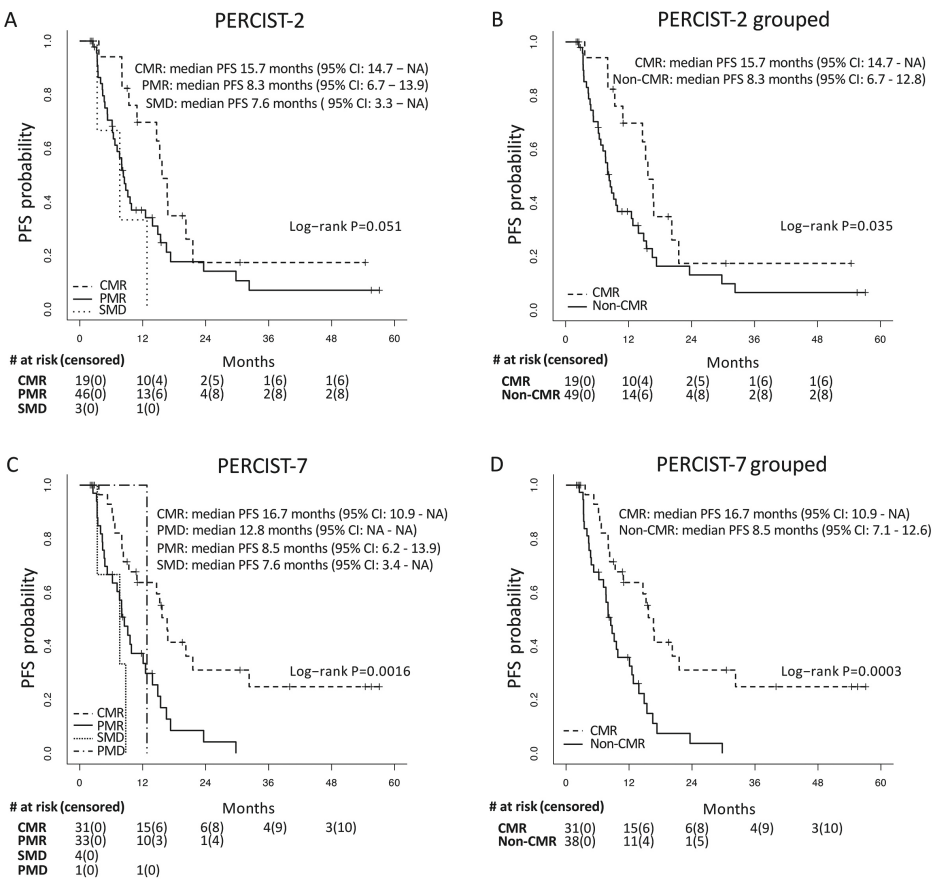 A
PERCIST-2
CMR: median PFS 15.7 months (95% CI: 14.7 – NA)
PMR: median PFS 8.3 months (95% CI: 6.7 – 13.9)
SMD: median PFS 7.6 months ( 95% CI: 3.3 – NA)
PFS probability
1.0
0.8
0.6
0.4
0.2
0.0
Log–rank P=0.051
CMR
PMR
SMD
0 12 24 36 48 60
Months
# at risk (censored)
CMR 19(0) 10(4) 2(5) 1(6) 1(6)
PMR 46(0) 13(6) 4(8) 2(8) 2(8)
SMD 3(0) 1(0)
B
PERCIST-2 grouped
CMR: median PFS 15.7 months (95% CI: 14.7 - NA)
Non-CMR: median PFS 8.3 months (95% CI: 6.7 - 12.8)
PFS probability
1.0
0.8
0.6
0.4
0.2
0.0
Log–rank P=0.035
CMR
Non-CMR
0 12 24 36 48 60
Months
# at risk (censored)
CMR 19(0) 10(4) 2(5) 1(6) 1(6)
Non-CMR 49(0) 14(6) 4(8) 2(8) 2(8)
C
PERCIST-7
CMR: median PFS 16.7 months (95% CI: 10.9 - NA)
PMD: median 12.8 months (95% CI: NA - NA)
PMR: median PFS 8.5 months (95% CI: 6.2 - 13.9)
SMD: median PFS 7.6 months (95% CI: 3.4 - NA)
PFS probability
1.0
0.8
0.6
0.4
0.2
0.0
Log–rank P=0.0016
CMR
PMR
SMD
PMD
0 12 24 36 48 60
Months
# at risk (censored)
CMR 31(0) 15(6) 6(8) 4(9) 3(10)
PMR 33(0) 10(3) 1(4)
SMD 4(0)
PMD 1(0) 1(0)
D
PERCIST-7 grouped
CMR: median PFS 16.7 months (95% CI: 10.9 - NA)
Non-CMR: median PFS 8.5 months (95% CI: 7.1 - 12.6)
PFS probability
1.0
0.8
0.6
0.4
0.2
0.0
Log–rank P=0.0003
CMR
Non-CMR
0 12 24 36 48 60
Months
# at risk (censored)
CMR 31(0) 15(6) 6(8) 4(9) 3(10)
Non-CMR 38(0) 11(4) 1(5)